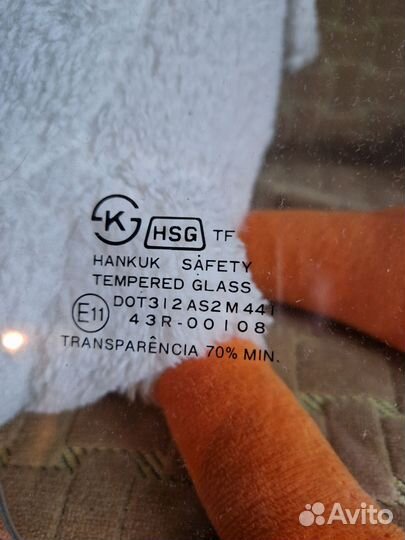 K HSG TF
HANKUK SAFETY
TEMPERED GLASS
DOT312 AS2 M441
E11 43R-00108
TRANSPARÊNCIA 70% MIN.
Avito